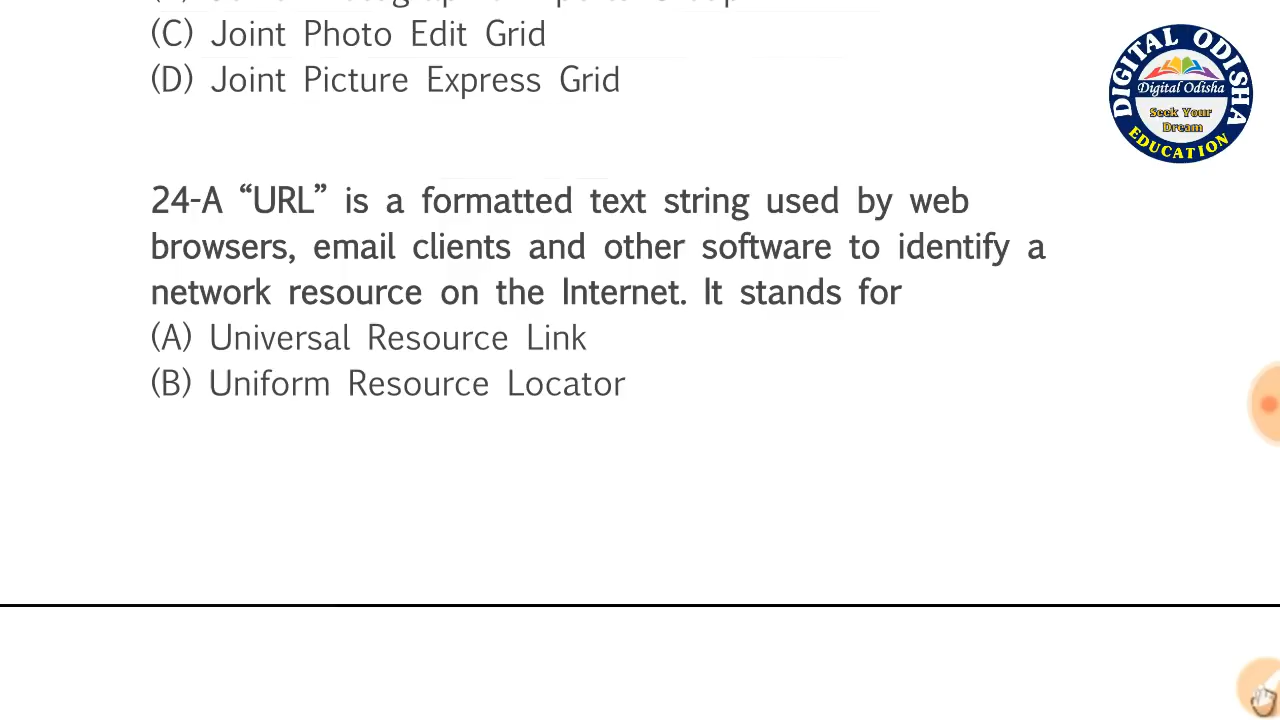 (C) Joint Photo Edit Grid
(D) Joint Picture Express Grid
24-A “URL” is a formatted text string used by web
browsers, email clients and other software to identify a
network resource on the Internet. It stands for
(A) Universal Resource Link
(B) Uniform Resource Locator
DIGITAL ODISHA
Digital Odisha
Seek Your
Dream
EDUCATION